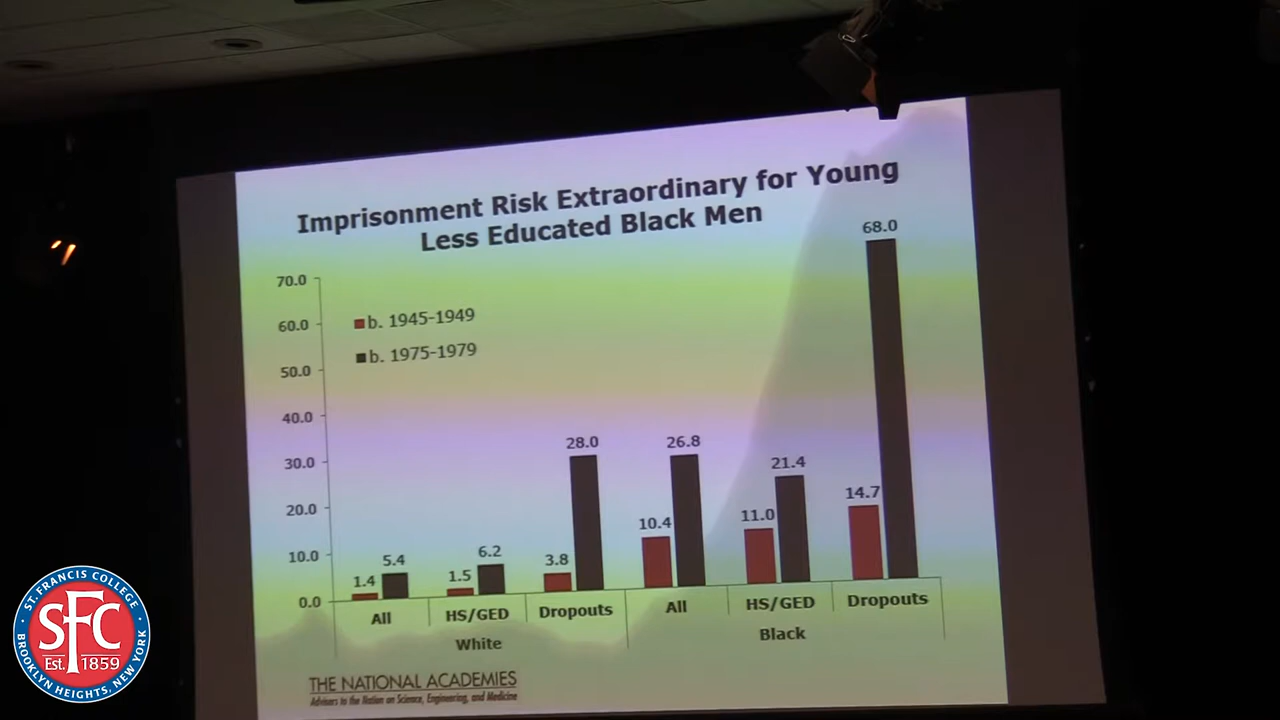 Imprisonment Risk Extraordinary for Young
Less Educated Black Men
68.0
70.0
60.0
50.0
40.0
30.0
20.0
10.0
0.0
b. 1945-1949
b. 1975-1979
1.4
5.4
1.5
6.2
3.8
28.0
10.4
26.8
11.0
21.4
14.7
All
HS/GED
Dropouts
All
HS/GED
Dropouts
White
Black
THE NATIONAL ACADEMIES
Advisers to the Nation on Science, Engineering, and Medicine
ST. FRANCIS COLLEGE
SFC
Est. 1859
BROOKLYN HEIGHTS, NEW YORK